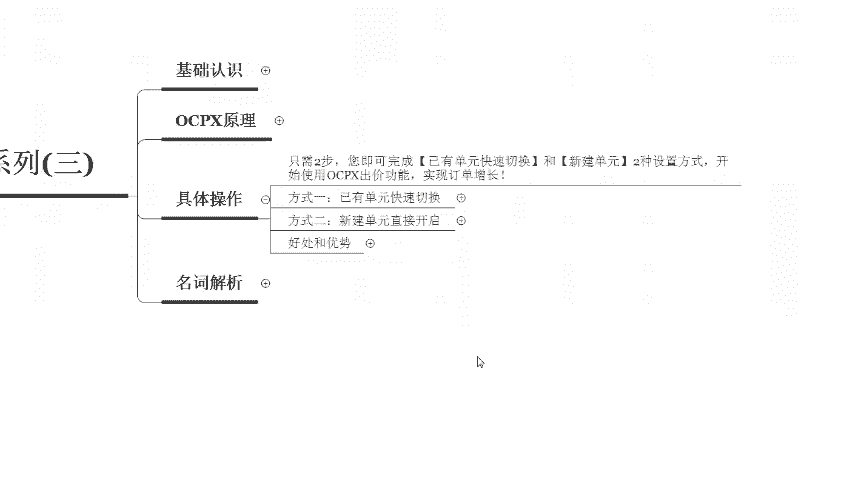 系列(三)
基础认识
OCPX原理
具体操作
只需2步，您即可完成【已有单元快速切换】和【新建单元】2种设置方式，开
始使用OCPX出价功能，实现订单增长！
方式一：已有单元快速切换
方式二：新建单元直接开启
好处和优势
名词解析